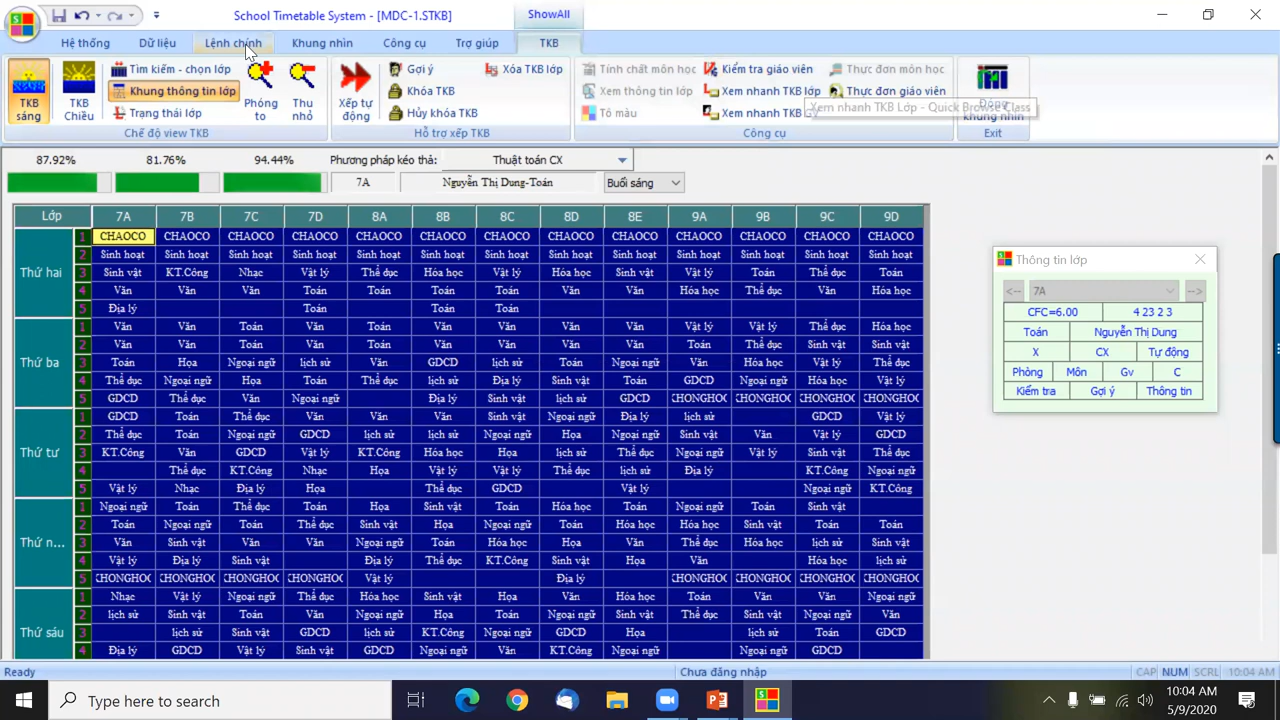 School Timetable System - [MDC-1.STKB]
ShowAll
Hệ thống Dữ liệu Lệnh chính Khung nhìn Công cụ Trợ giúp TKB
TKB sáng
TKB Chiều
Tìm kiếm - chọn lớp
Khung thông tin lớp
Trạng thái lớp
Phóng to
Thu nhỏ
Chế độ view TKB
Xếp tự động
Gợi ý
Khóa TKB
Hủy khóa TKB
Xóa TKB lớp
Hỗ trợ xếp TKB
Tính chất môn học
Xem thông tin lớp
Tô màu
Kiểm tra giáo viên
Xem nhanh TKB lớp
Xem nhanh TKB
Thực đơn môn học
Thực đơn giáo viên
Xem nhanh TKB Lớp - Quick Browse Class
Công cụ
khung nhìn
Exit
87.92% 81.76% 94.44% Phương pháp kéo thả: Thuật toán CX
7A Nguyễn Thị Dung-Toán Buổi sáng
Lớp 7A 7B 7C 7D 8A 8B 8C 8D 8E 9A 9B 9C 9D
Thứ hai
1 CHAOCO CHAOCO CHAOCO CHAOCO CHAOCO CHAOCO CHAOCO CHAOCO CHAOCO CHAOCO CHAOCO CHAOCO CHAOCO
2 Sinh hoạt Sinh hoạt Sinh hoạt Sinh hoạt Sinh hoạt Sinh hoạt Sinh hoạt Sinh hoạt Sinh hoạt Sinh hoạt Sinh hoạt Sinh hoạt Sinh hoạt
3 Sinh vật KT.Công Nhạc Vật lý Thể dục Hóa học Vật lý Hóa học Sinh vật Vật lý Toán Thể dục Toán
4 Văn Văn Văn Toán Toán Toán Toán Toán Toán Hóa học Thể dục Văn Hóa học
5 Địa lý Toán Toán Toán
Thứ ba
1 Văn Văn Toán Văn Toán Văn Văn Văn Văn Vật lý Vật lý Thể dục Hóa học
2 Văn Văn Toán Văn Toán Văn Văn Văn Văn Toán Toán Sinh vật Sinh vật
3 Toán Họa Ngoại ngữ lịch sử Văn GDCD lịch sử Toán Ngoại ngữ Văn Hóa học Vật lý Thể dục
4 Thể dục Ngoại ngữ Họa Toán Thể dục lịch sử Địa lý Sinh vật Toán GDCD Ngoại ngữ Hóa học Vật lý
5 GDCD Thể dục Văn Ngoại ngữ Địa lý Sinh vật lịch sử GDCD CHONGHOC CHONGHOC CHONGHOC CHONGHOC
Thứ tư
1 GDCD Toán Thể dục Văn Văn Văn Sinh vật Ngoại ngữ Địa lý lịch sử GDCD Vật lý
2 Thể dục Toán Ngoại ngữ GDCD lịch sử lịch sử Ngoại ngữ Họa Toán Sinh vật Văn Vật lý GDCD
3 KT.Công Văn GDCD Vật lý KT.Công Hóa học Họa lịch sử Thể dục Ngoại ngữ Vật lý Sinh vật Thể dục
4 Thể dục KT.Công Nhạc Họa Vật lý Vật lý Thể dục lịch sử Địa lý KT.Công Ngoại ngữ
5 Vật lý Nhạc Địa lý Họa Thể dục GDCD Vật lý Ngoại ngữ KT.Công
Thứ n...
1 Ngoại ngữ Toán Thể dục Toán Họa Sinh vật Toán Hóa học Toán Ngoại ngữ Sinh vật Sinh vật
2 Toán Ngoại ngữ Toán Thể dục Sinh vật Họa Toán Toán Hóa học Hóa học Toán Toán Toán
3 Văn Sinh vật Văn Văn Ngoại ngữ Toán Hóa học Họa Văn Thể dục Hóa học lịch sử Sinh vật
4 Vật lý Địa lý Sinh vật Địa lý Thể dục KT.Công Sinh vật Họa Văn Hóa học lịch sử
5 CHONGHOC CHONGHOC CHONGHOC CHONGHOC Vật lý Địa lý CHONGHOC CHONGHOC CHONGHOC CHONGHOC
Thứ sáu
1 Nhạc Vật lý Ngoại ngữ Thể dục Hóa học Sinh vật Họa Văn Hóa học Toán Văn Văn Ngoại ngữ
2 lịch sử Sinh vật Toán Văn Ngoại ngữ Họa Toán Ngoại ngữ Sinh vật Thể dục Toán Ngoại ngữ Văn
3 lịch sử Sinh vật GDCD lịch sử KT.Công Ngoại ngữ GDCD Họa Sinh vật Toán GDCD
4 Địa lý GDCD Vật lý Sinh vật GDCD Ngoại ngữ Văn KT.Công Ngoại ngữ Ngoại ngữ GDCD
Thông tin lớp
<-- 7A -->
CFC=6.00 4 23 2 3
Toán Nguyễn Thị Dung
X CX Tự động
Phòng Môn Gv C
Kiểm tra Gợi ý Thông tin
Ready Chưa đăng nhập CAP NUM SCRL 10:04 AM
Type here to search
10:04 AM
5/9/2020